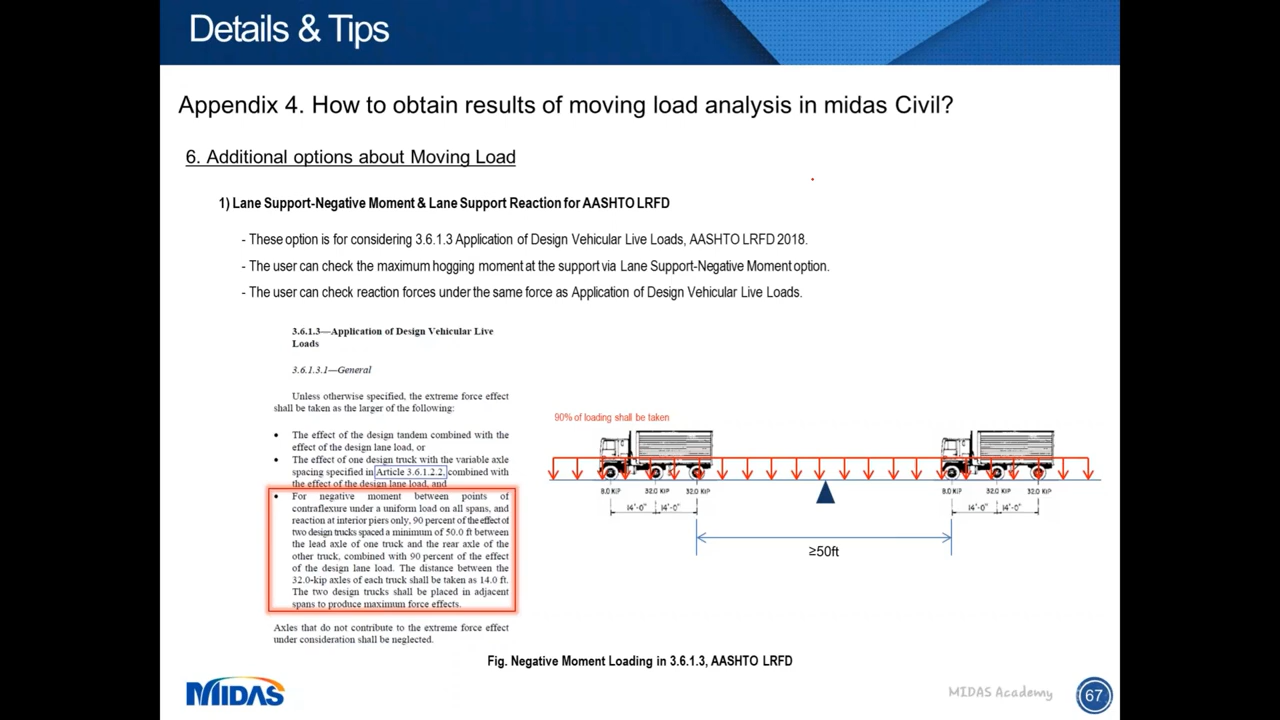 Details & Tips
Appendix 4. How to obtain results of moving load analysis in midas Civil?
6. Additional options about Moving Load
1) Lane Support-Negative Moment & Lane Support Reaction for AASHTO LRFD
- These option is for considering 3.6.1.3 Application of Design Vehicular Live Loads, AASHTO LRFD 2018.
- The user can check the maximum hogging moment at the support via Lane Support-Negative Moment option.
- The user can check reaction forces under the same force as Application of Design Vehicular Live Loads.
3.6.1.3—Application of Design Vehicular Live
Loads
3.6.1.3.1—General
Unless otherwise specified, the extreme force effect
shall be taken as the larger of the following:
• The effect of the design tandem combined with the
effect of the design lane load, or
• The effect of one design truck with the variable axle
spacing specified in Article 3.6.1.2.2, combined with
the effect of the design lane load, and
• For negative moment between points of
contraflexure under a uniform load on all spans, and
reaction at interior piers only, 90 percent of the effect of
two design trucks spaced a minimum of 50.0 ft between
the lead axle of one truck and the rear axle of the
other truck, combined with 90 percent of the effect
of the design lane load. The distance between the
32.0-kip axles of each truck shall be taken as 14.0 ft.
The two design trucks shall be placed in adjacent
spans to produce maximum force effects.
Axles that do not contribute to the extreme force effect
under consideration shall be neglected.
90% of loading shall be taken
8.0 KIP 32.0 KIP 32.0 KIP
14'-0" 14'-0"
8.0 KIP 32.0 KIP 32.0 KIP
14'-0" 14'-0"
≥50ft
Fig. Negative Moment Loading in 3.6.1.3, AASHTO LRFD
MIDAS
MIDAS Academy
67